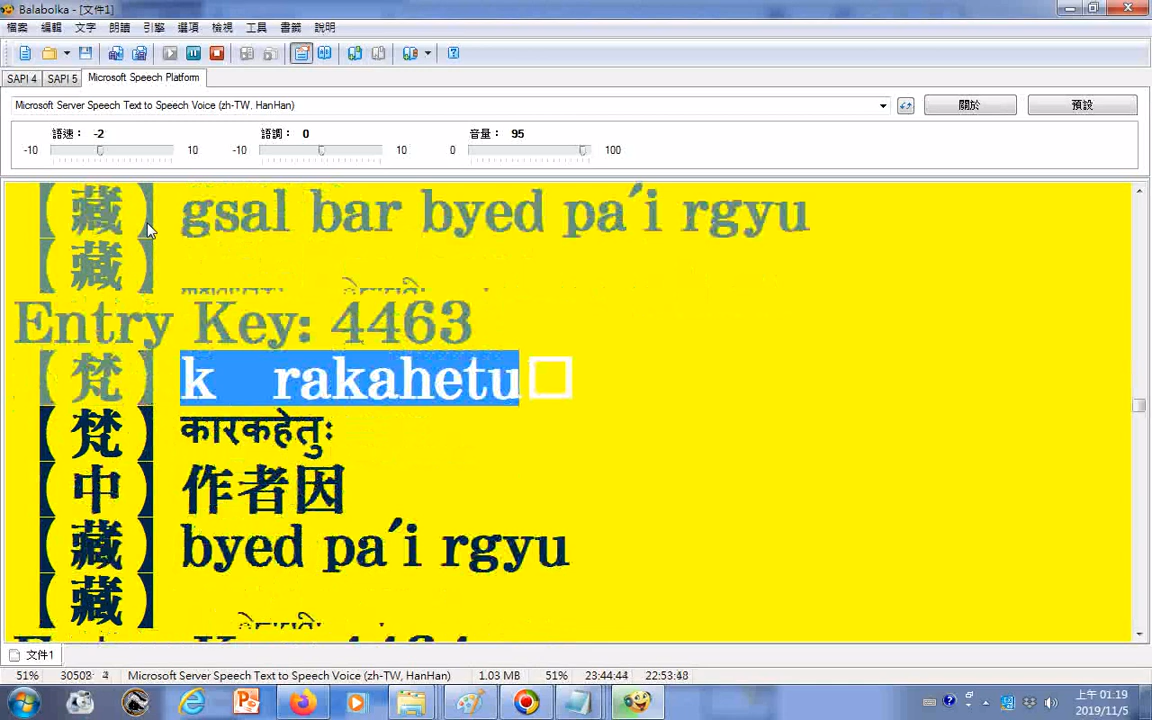 Balabolka - [文件1]
檔案 編輯 文字 朗讀 引擎 選項 檢視 工具 書籤 說明
SAPI 4 SAPI 5 Microsoft Speech Platform
Microsoft Server Speech Text to Speech Voice (zh-TW, HanHan) 關於 預設
語速： -2 語調： 0 音量： 95
-10 10 -10 10 0 100
【藏】 gsal bar byed pa'i rgyu
【藏】
Entry Key: 4463
【梵】 k rakahetu□
【梵】 कारकहेतुः
【中】 作者因
【藏】 byed pa'i rgyu
【藏】
文件1
51% Microsoft Server Speech Text to Speech Voice (zh-TW, HanHan) 1.03 MB 51% 23:44:44 22:53:48
上午 01:19
2019/11/5